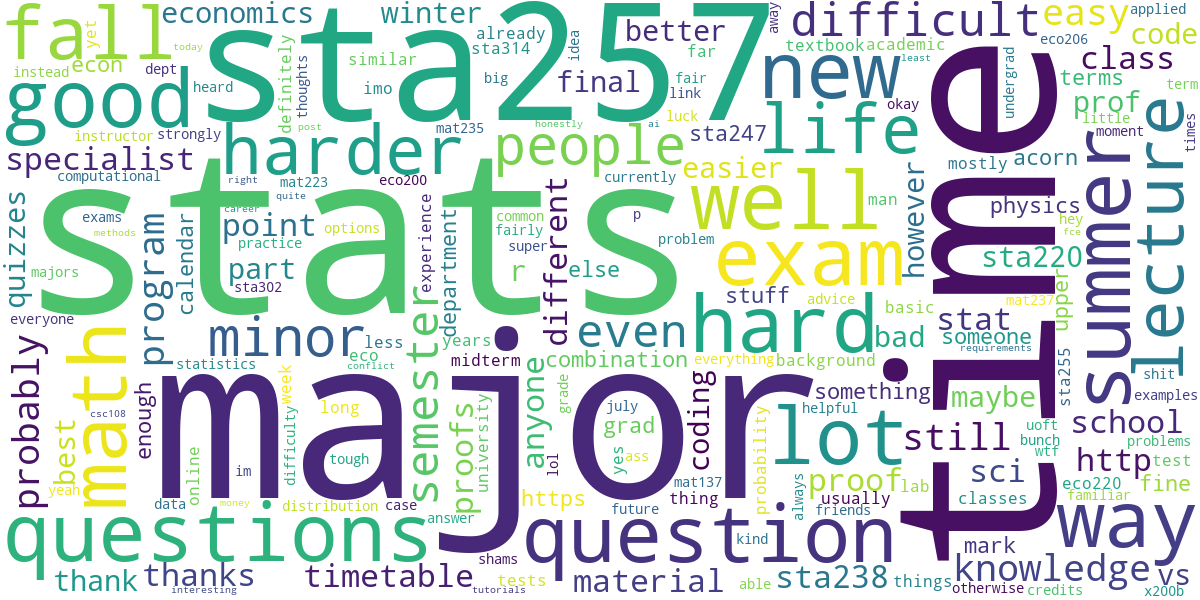 fall
economics
winter
sta257
difficult
easy
applied
yet
today
already
better
away
code
instead
econ
dept
sta314
idea
textbook
academic
eco206
similar
far
new
class
least
good
heard
definitely
thoughts
imo
big
final
fair
link
undergrad
terms
term
post
mat235
honestly
ai
luck
okay
prof
instructor
strongly
harder
people
sta247
life
little
moment
times
specialist
easier
mostly
acorn
computational
right
mat223
eco200
currently
however
summer
lecture
quite
career
stats
well
man
exams
methods
point
experience
common
p
time
physics
hey
fce
quizzes
program
calendar
practice
options
department
fairly
different
super
problem
exam
sta220
majors
part
sta302
r
else
upper
everyone
stuff
advice
hard
basic
mat237
minor
less
years
even
bad
stat
someone
probably
math
statistics
eco
conflict
semester
midterm
combination
everything
background
requirements
sta255
enough
major
anyone
something
shit
examples
best
csc108
week
long
proofs
university
grade
july
grad
coding
probability
helpful
lot
still
maybe
school
uoft
bunch
wtf
problems
online
difficulty
tough
lol
yes
ass
http
test
yeah
im
mat137
always
proof
usually
lab
sci
eco220
fine
data
money
distribution
case
https
thing
friends
classes
familiar
questions
answer
future
question
way
kind
shams
mark
thank
thanks
timetable
tests
material
able
sta238
things
knowledge
vs
interesting
tutorials
otherwise
credits
x200b